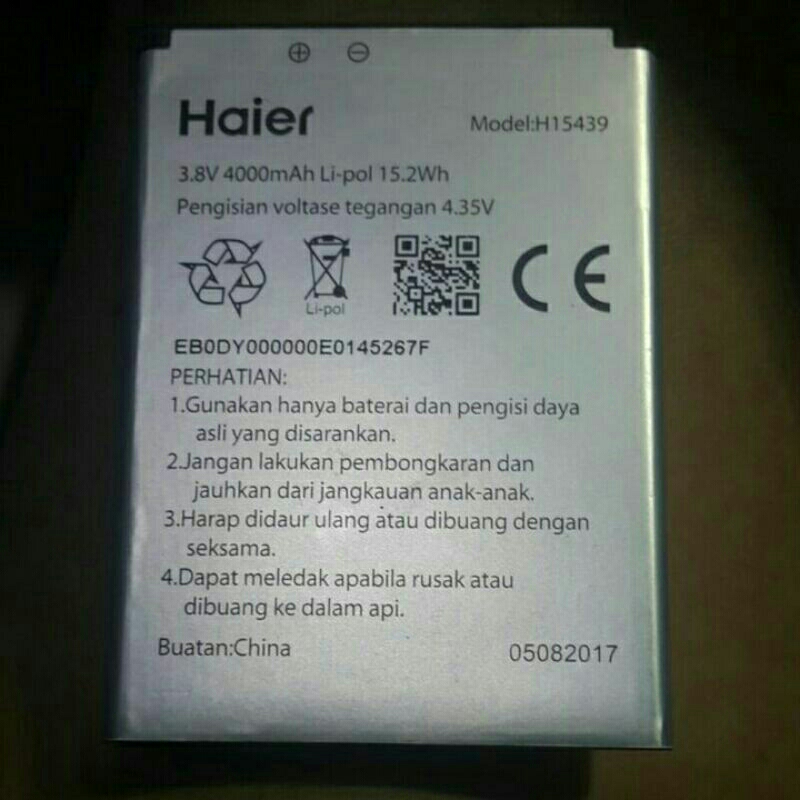 Haier
Model:H15439
3.8V 4000mAh Li-pol 15.2Wh
Pengisian voltase tegangan 4.35V
Li-pol
CE
EB0DY000000E0145267F
PERHATIAN:
1.Gunakan hanya baterai dan pengisi daya
asli yang disarankan.
2.Jangan lakukan pembongkaran dan
jauhkan dari jangkauan anak-anak.
3.Harap didaur ulang atau dibuang dengan
seksama.
4.Dapat meledak apabila rusak atau
dibuang ke dalam api.
Buatan:China
05082017